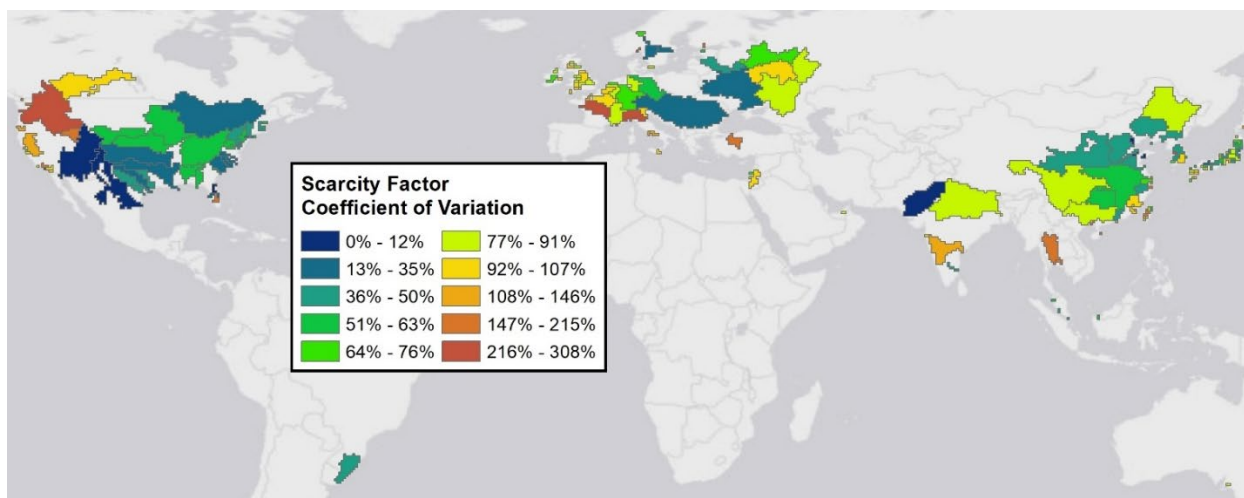 Scarcity Factor
Coefficient of Variation
0% - 12%
13% - 35%
36% - 50%
51% - 63%
64% - 76%
77% - 91%
92% - 107%
108% - 146%
147% - 215%
216% - 308%